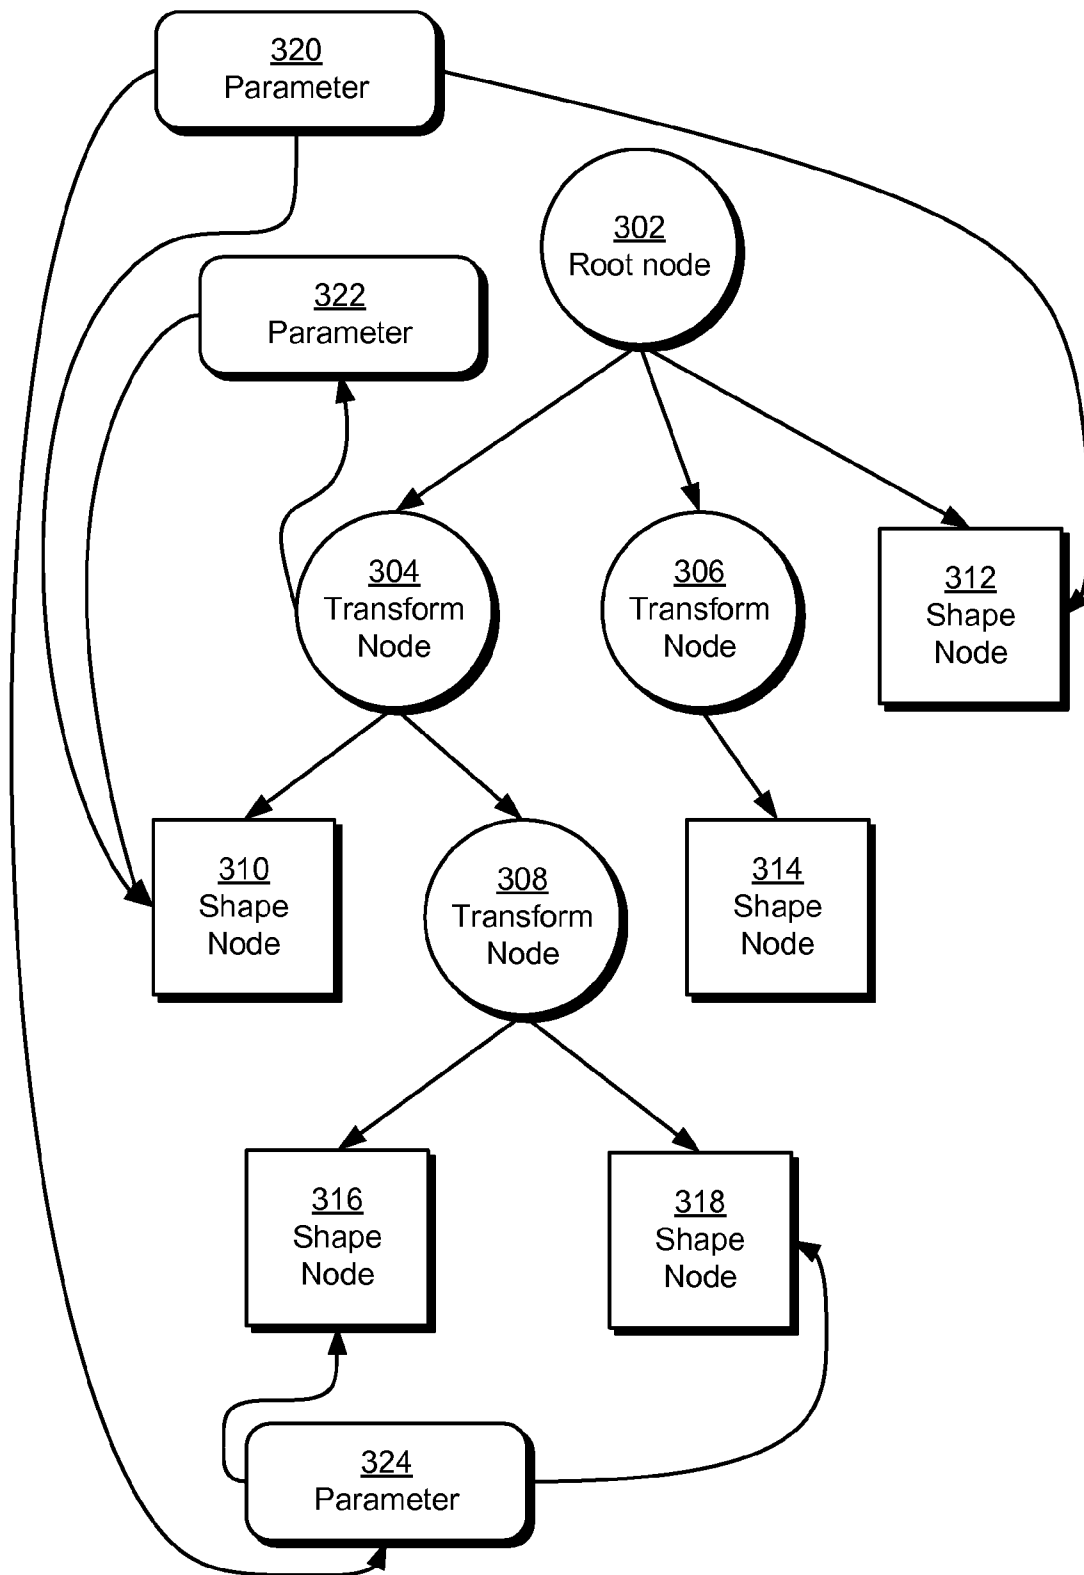 320
Parameter
302
Root node
322
Parameter
304
Transform
Node
306
Transform
Node
312
Shape
Node
310
Shape
Node
308
Transform
Node
314
Shape
Node
316
Shape
Node
318
Shape
Node
324
Parameter